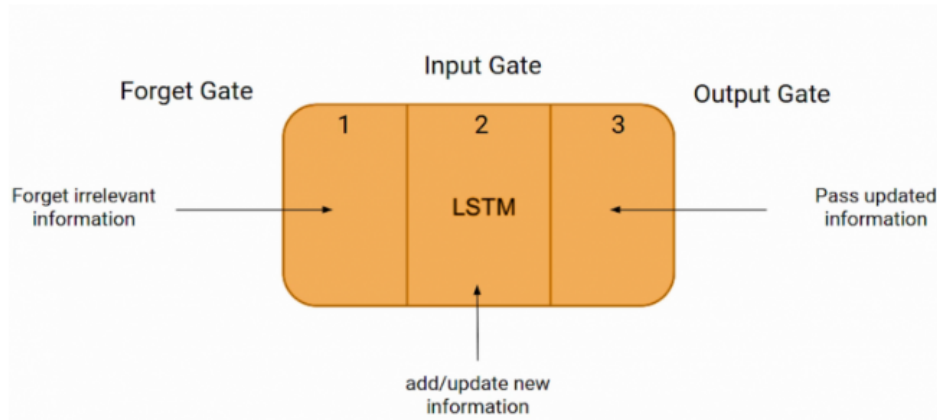 Input Gate
Forget Gate
Output Gate
1
2
3
Forget irrelevant
information
LSTM
Pass updated
information
add/update new
information